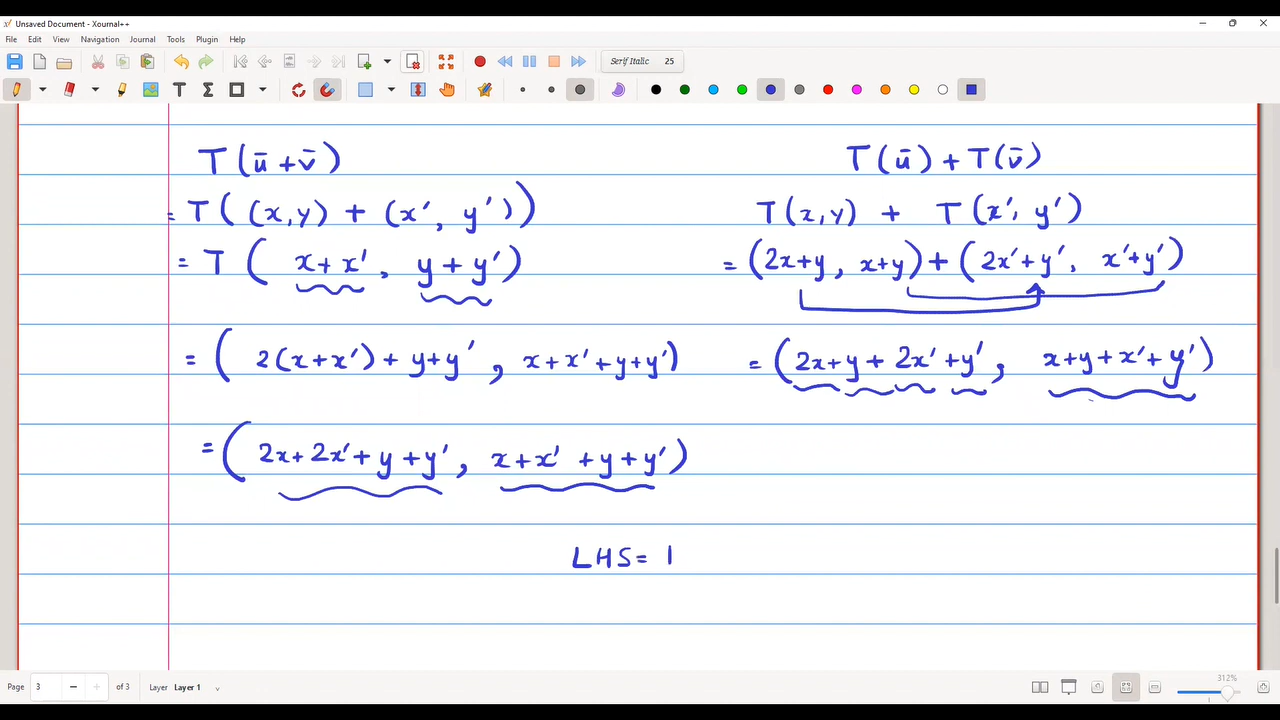 Unsaved Document - Xournal++
File Edit View Navigation Journal Tools Plugin Help
Serif Italic 25
T(ū + v̄)
= T((x,y) + (x′, y′))
= T(x + x′, y + y′)
= (2(x+x′) + y+y′, x+x′+y+y′)
= (2x+2x′+y+y′, x+x′+y+y′)
T(ū) + T(v̄)
T(x,y) + T(x′, y′)
= (2x+y, x+y) + (2x′+y′, x′+y′)
= (2x+y + 2x′+y′, x+y+x′+y′)
LHS =
Page 3 of 3 Layer Layer 1 312%